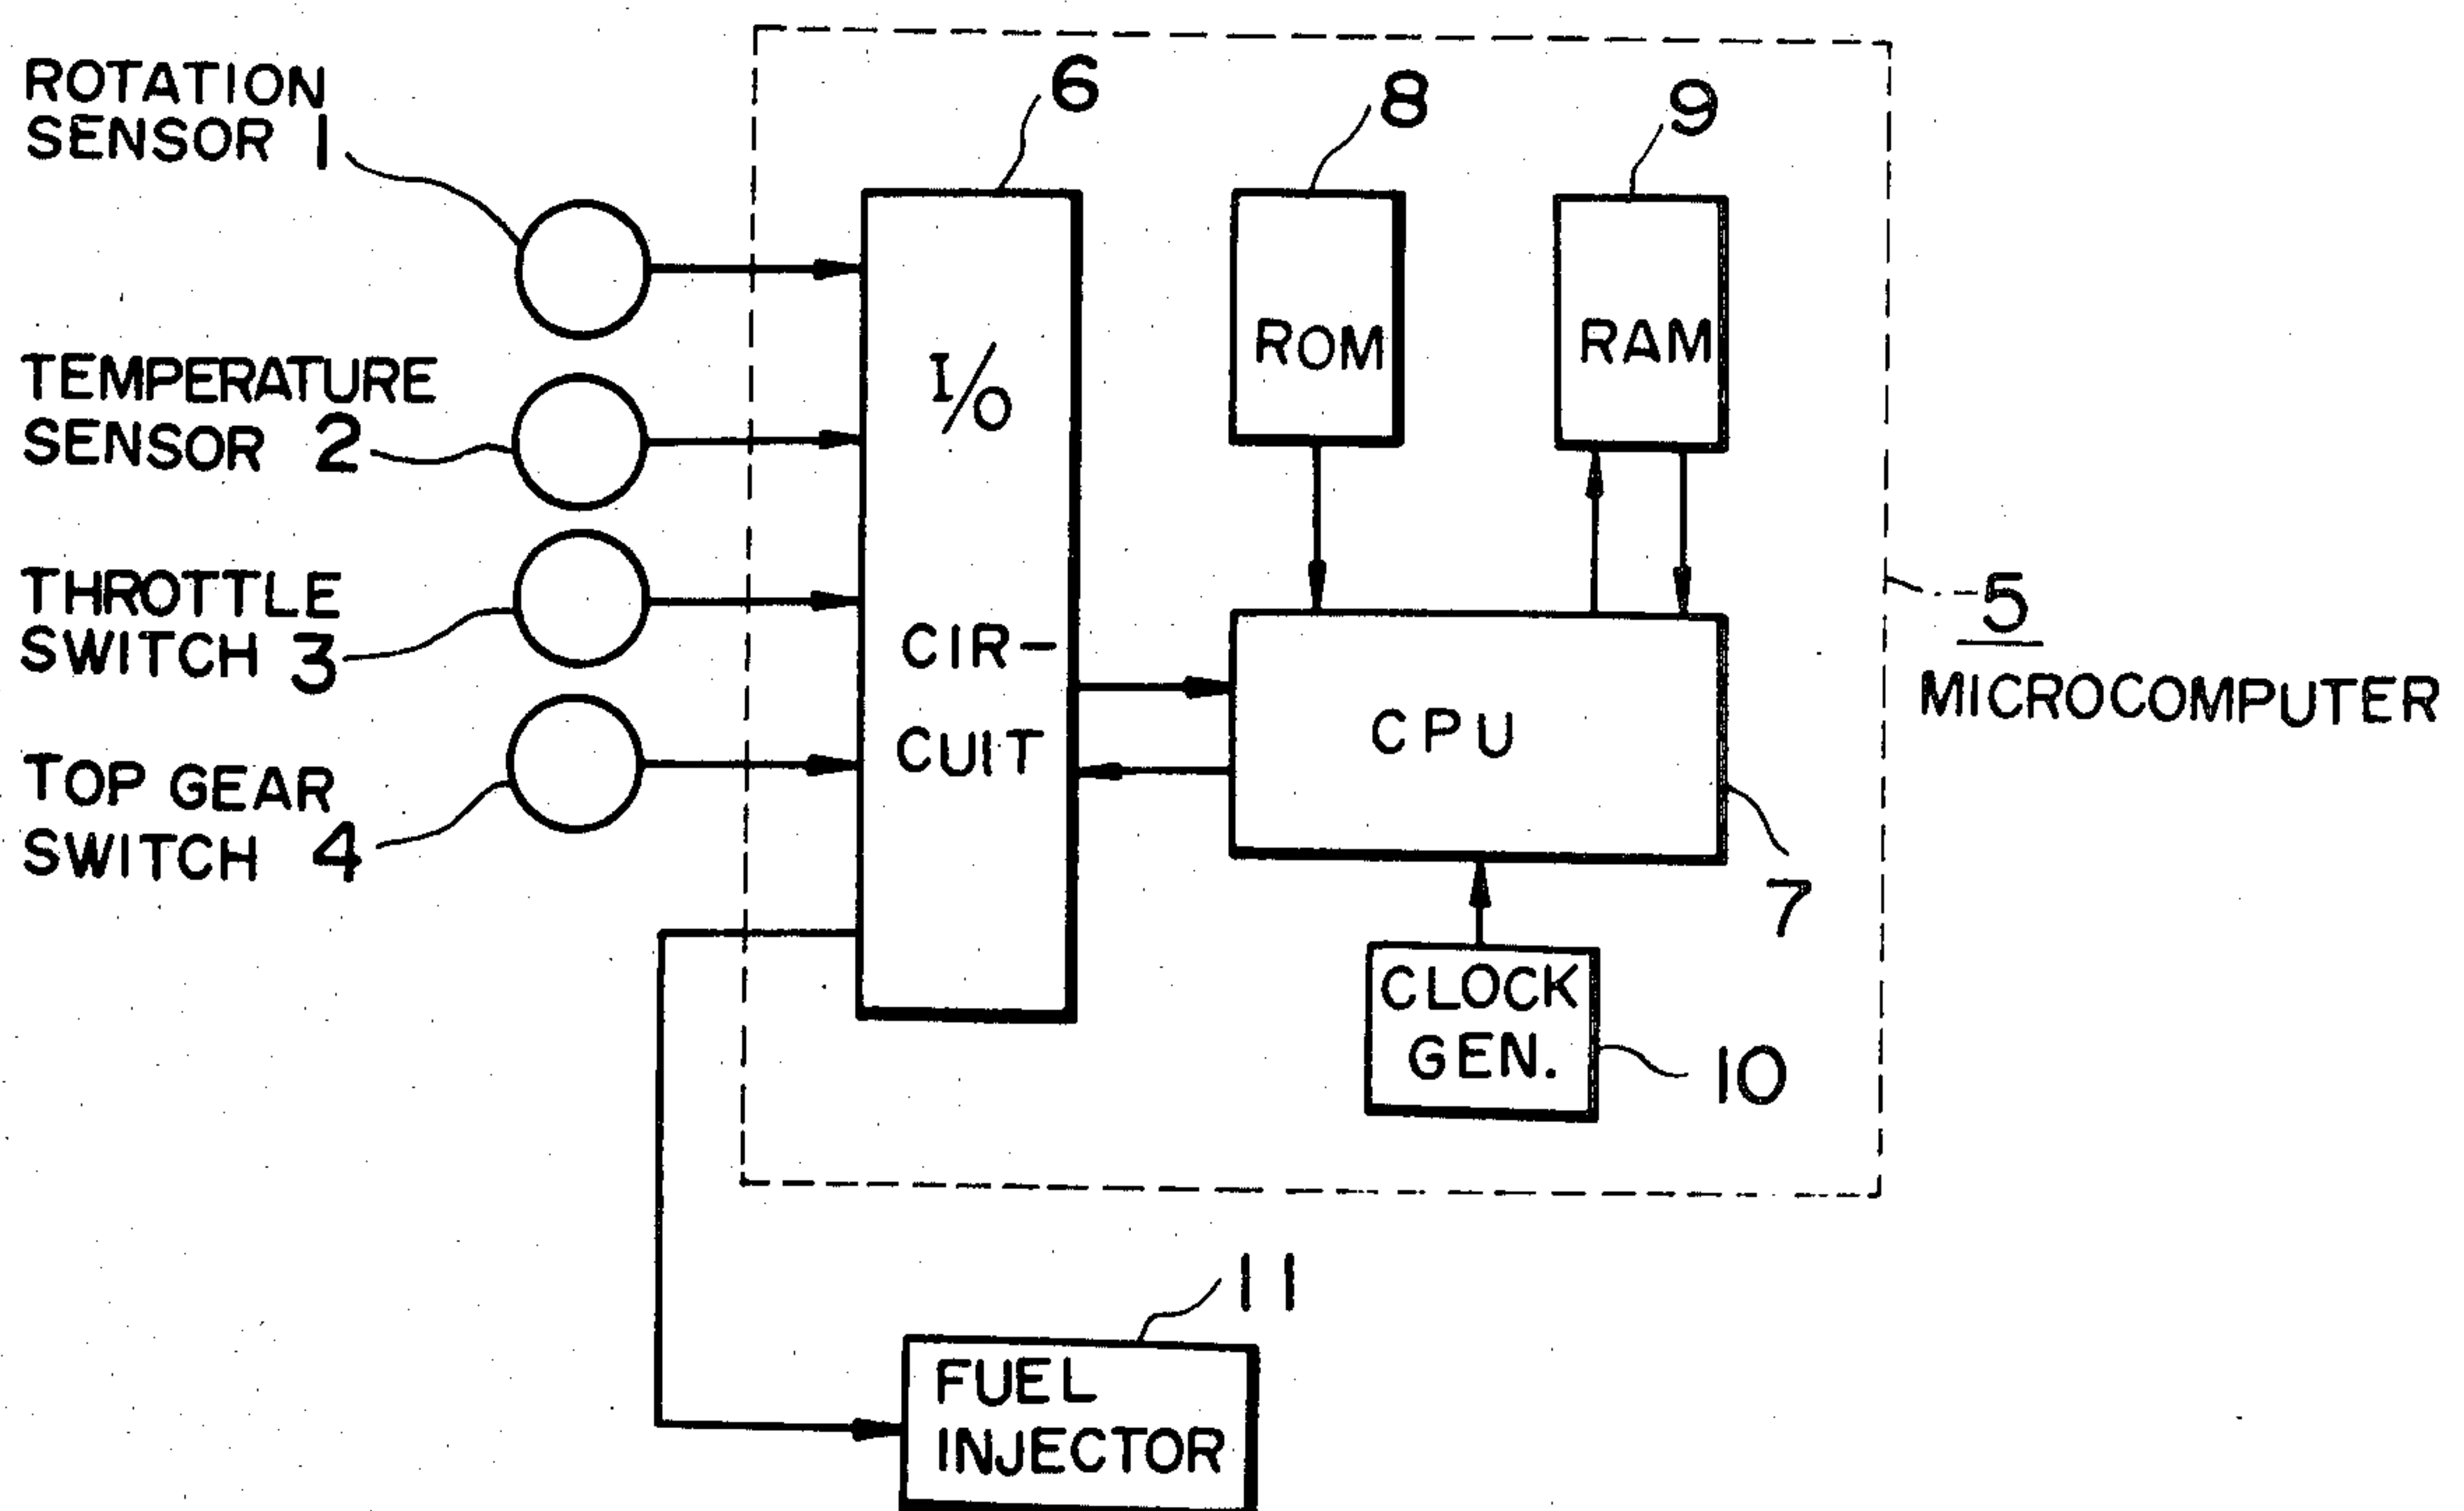 ROTATION
SENSOR 1
TEMPERATURE
SENSOR 2
THROTTLE
SWITCH 3
TOP GEAR
SWITCH 4
6
8
9
I/O
CIR-
CUIT
ROM
RAM
CPU
5
MICROCOMPUTER
7
CLOCK
GEN.
10
11
FUEL
INJECTOR